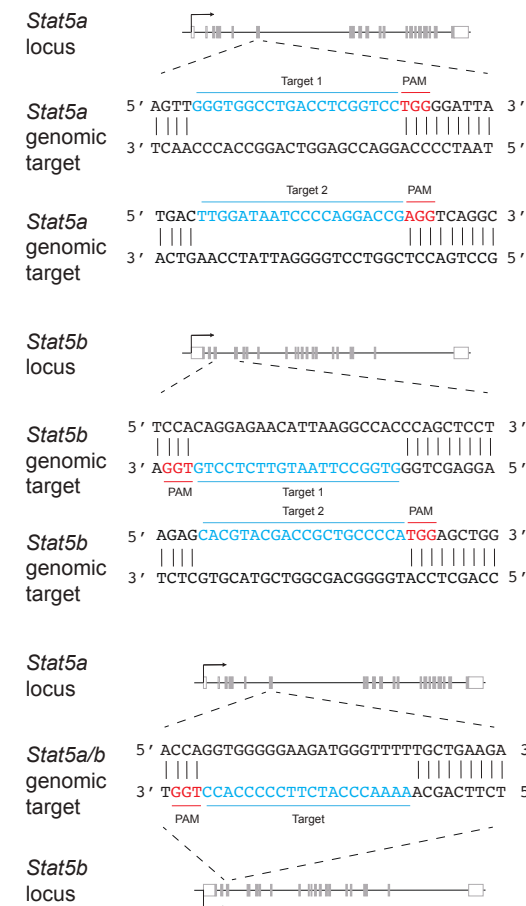 Stat5a
locus
Target 1 PAM
Stat5a
genomic
target
5′ AGTTGGGTGGCCTGACCTCGGTCCTGGGGATTA 3′
3′ TCAACCCACCGGACTGGAGCCAGGACCCCTAAT 5′
Target 2 PAM
Stat5a
genomic
target
5′ TGACTTGGATAATCCCCAGGACCGAGGTCAGGC 3′
3′ ACTGAACCTATTAGGGGTCCTGGCTCCAGTCCG 5′
Stat5b
locus
Stat5b
genomic
target
5′ TCCACAGGAGAACATTAAGGCCACCCAGCTCCT 3′
3′ AGGTGTCCTCTTGTAATTCCGGTGGGTCGAGGA 5′
PAM Target 1
Target 2 PAM
Stat5b
genomic
target
5′ AGAGCACGTACGACCGCTGCCCCATGGAGCTGG 3′
3′ TCTCGTGCATGCTGGCGACGGGGTACCTCGACC 5′
Stat5a
locus
Stat5a/b
genomic
target
5′ ACCAGGTGGGGGAAGATGGGTTTTTGCTGAAGA 3
3′ TGGTCCACCCCCTTCTACCCAAAAACGACTTCT 5
PAM Target
Stat5b
locus